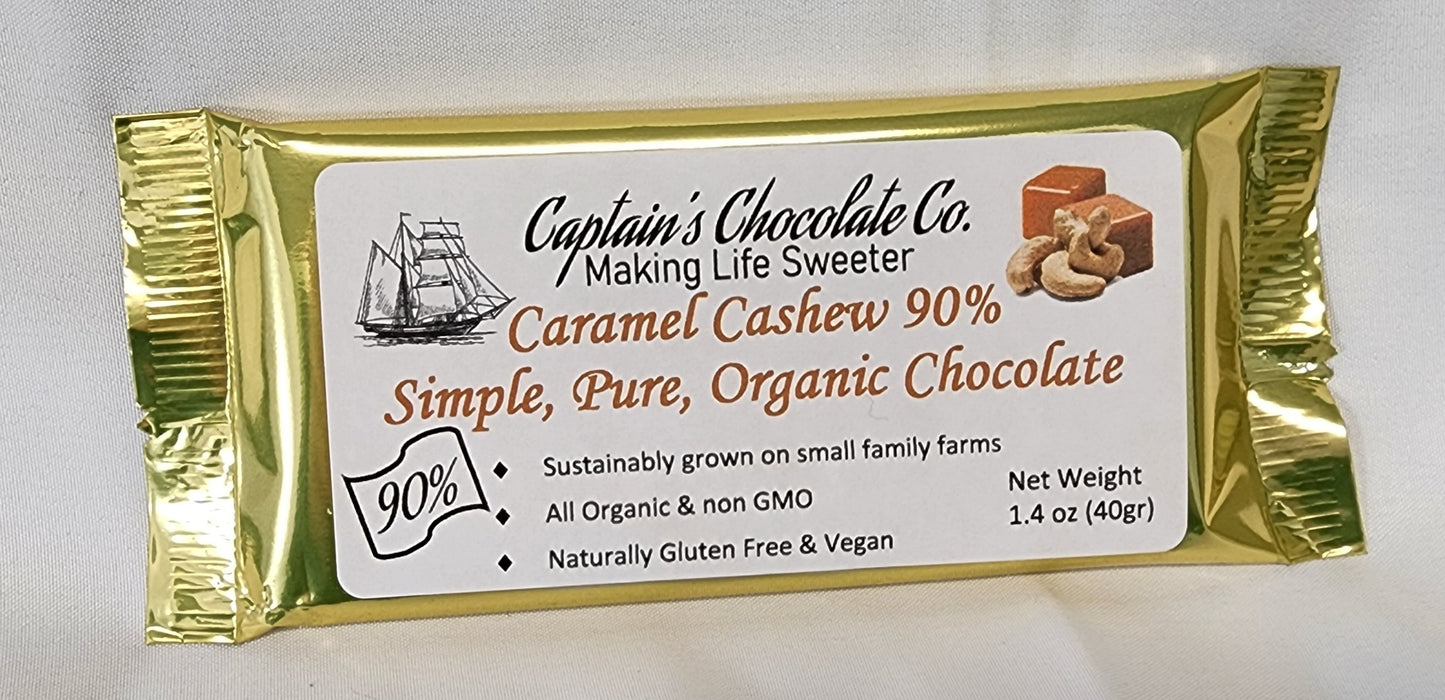 Captain's Chocolate Co.
Making Life Sweeter
Caramel Cashew 90%
Simple, Pure, Organic Chocolate
90%
♦ Sustainably grown on small family farms
♦ All Organic & non GMO
♦ Naturally Gluten Free & Vegan
Net Weight
1.4 oz (40gr)